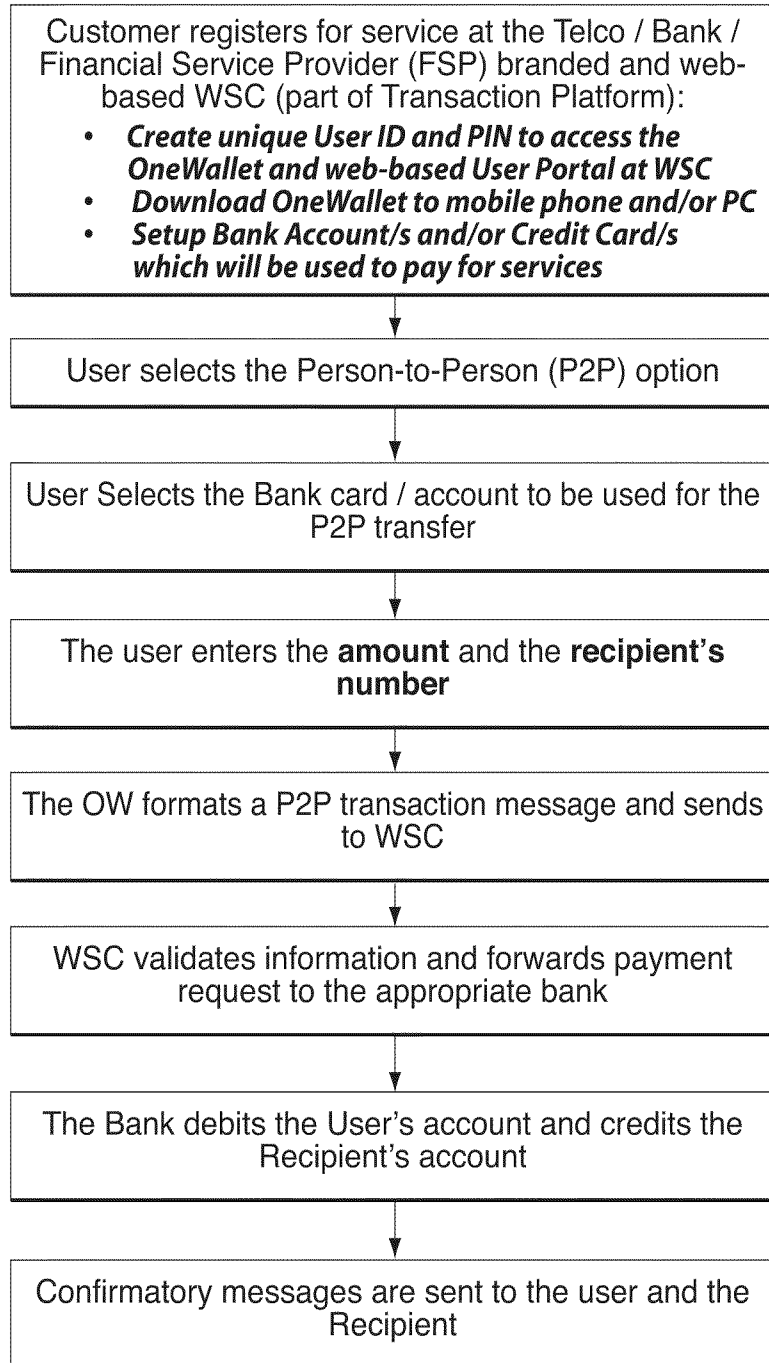 Customer registers for service at the Telco / Bank /
Financial Service Provider (FSP) branded and web-
based WSC (part of Transaction Platform):
• Create unique User ID and PIN to access the
OneWallet and web-based User Portal at WSC
• Download OneWallet to mobile phone and/or PC
• Setup Bank Account/s and/or Credit Card/s
which will be used to pay for services
User selects the Person-to-Person (P2P) option
User Selects the Bank card / account to be used for the
P2P transfer
The user enters the amount and the recipient's
number
The OW formats a P2P transaction message and sends
to WSC
WSC validates information and forwards payment
request to the appropriate bank
The Bank debits the User's account and credits the
Recipient's account
Confirmatory messages are sent to the user and the
Recipient